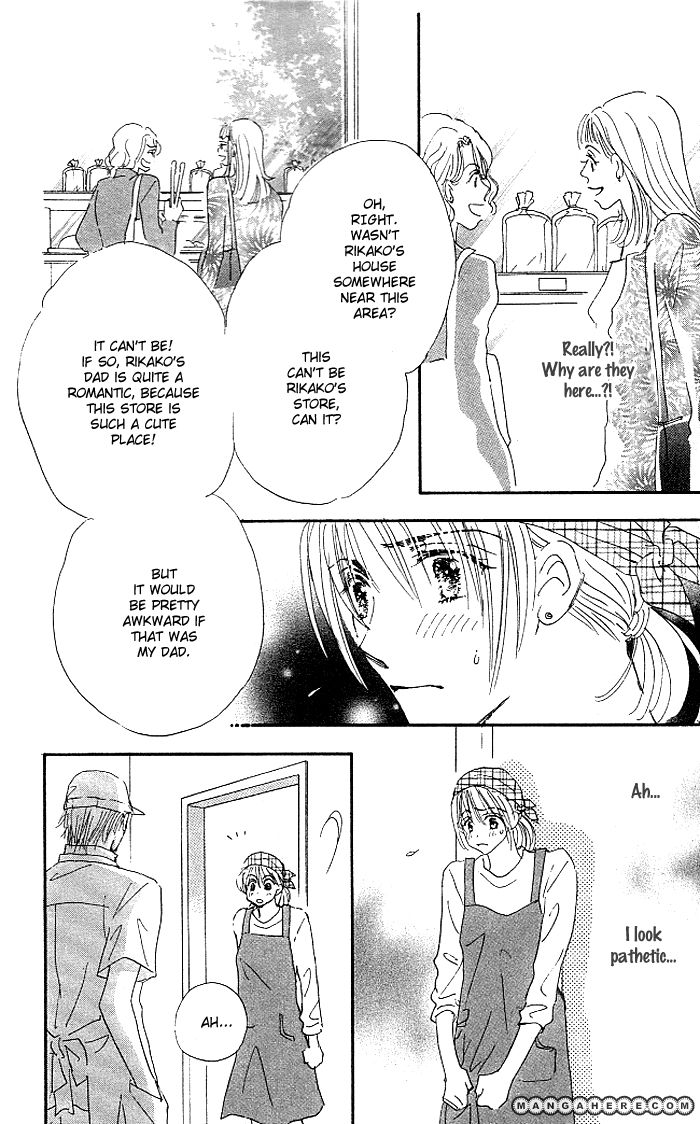 Really?!
Why are they
here...?!
OH,
RIGHT.
WASN'T
RIKAKO'S
HOUSE
SOMEWHERE
NEAR THIS
AREA?
THIS
CAN'T BE
RIKAKO'S
STORE,
CAN IT?
IT CAN'T BE!
IF SO, RIKAKO'S
DAD IS QUITE A
ROMANTIC, BECAUSE
THIS STORE IS
SUCH A CUTE
PLACE!
BUT
IT WOULD
BE PRETTY
AWKWARD IF
THAT WAS
MY DAD.
Ah...
I look
pathetic...
AH...
MANGAHERE.COM